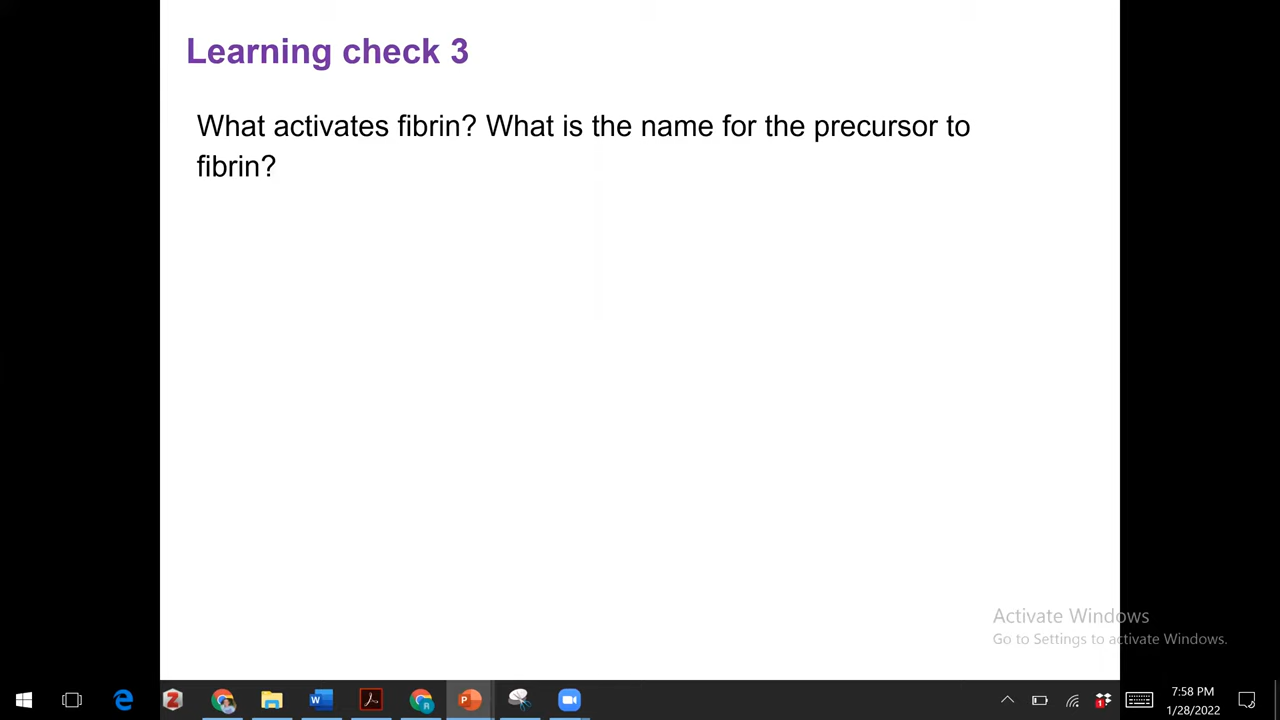 Learning check 3
What activates fibrin? What is the name for the precursor to
fibrin?
Activate Windows
Go to Settings to activate Windows.
7:58 PM
1/28/2022